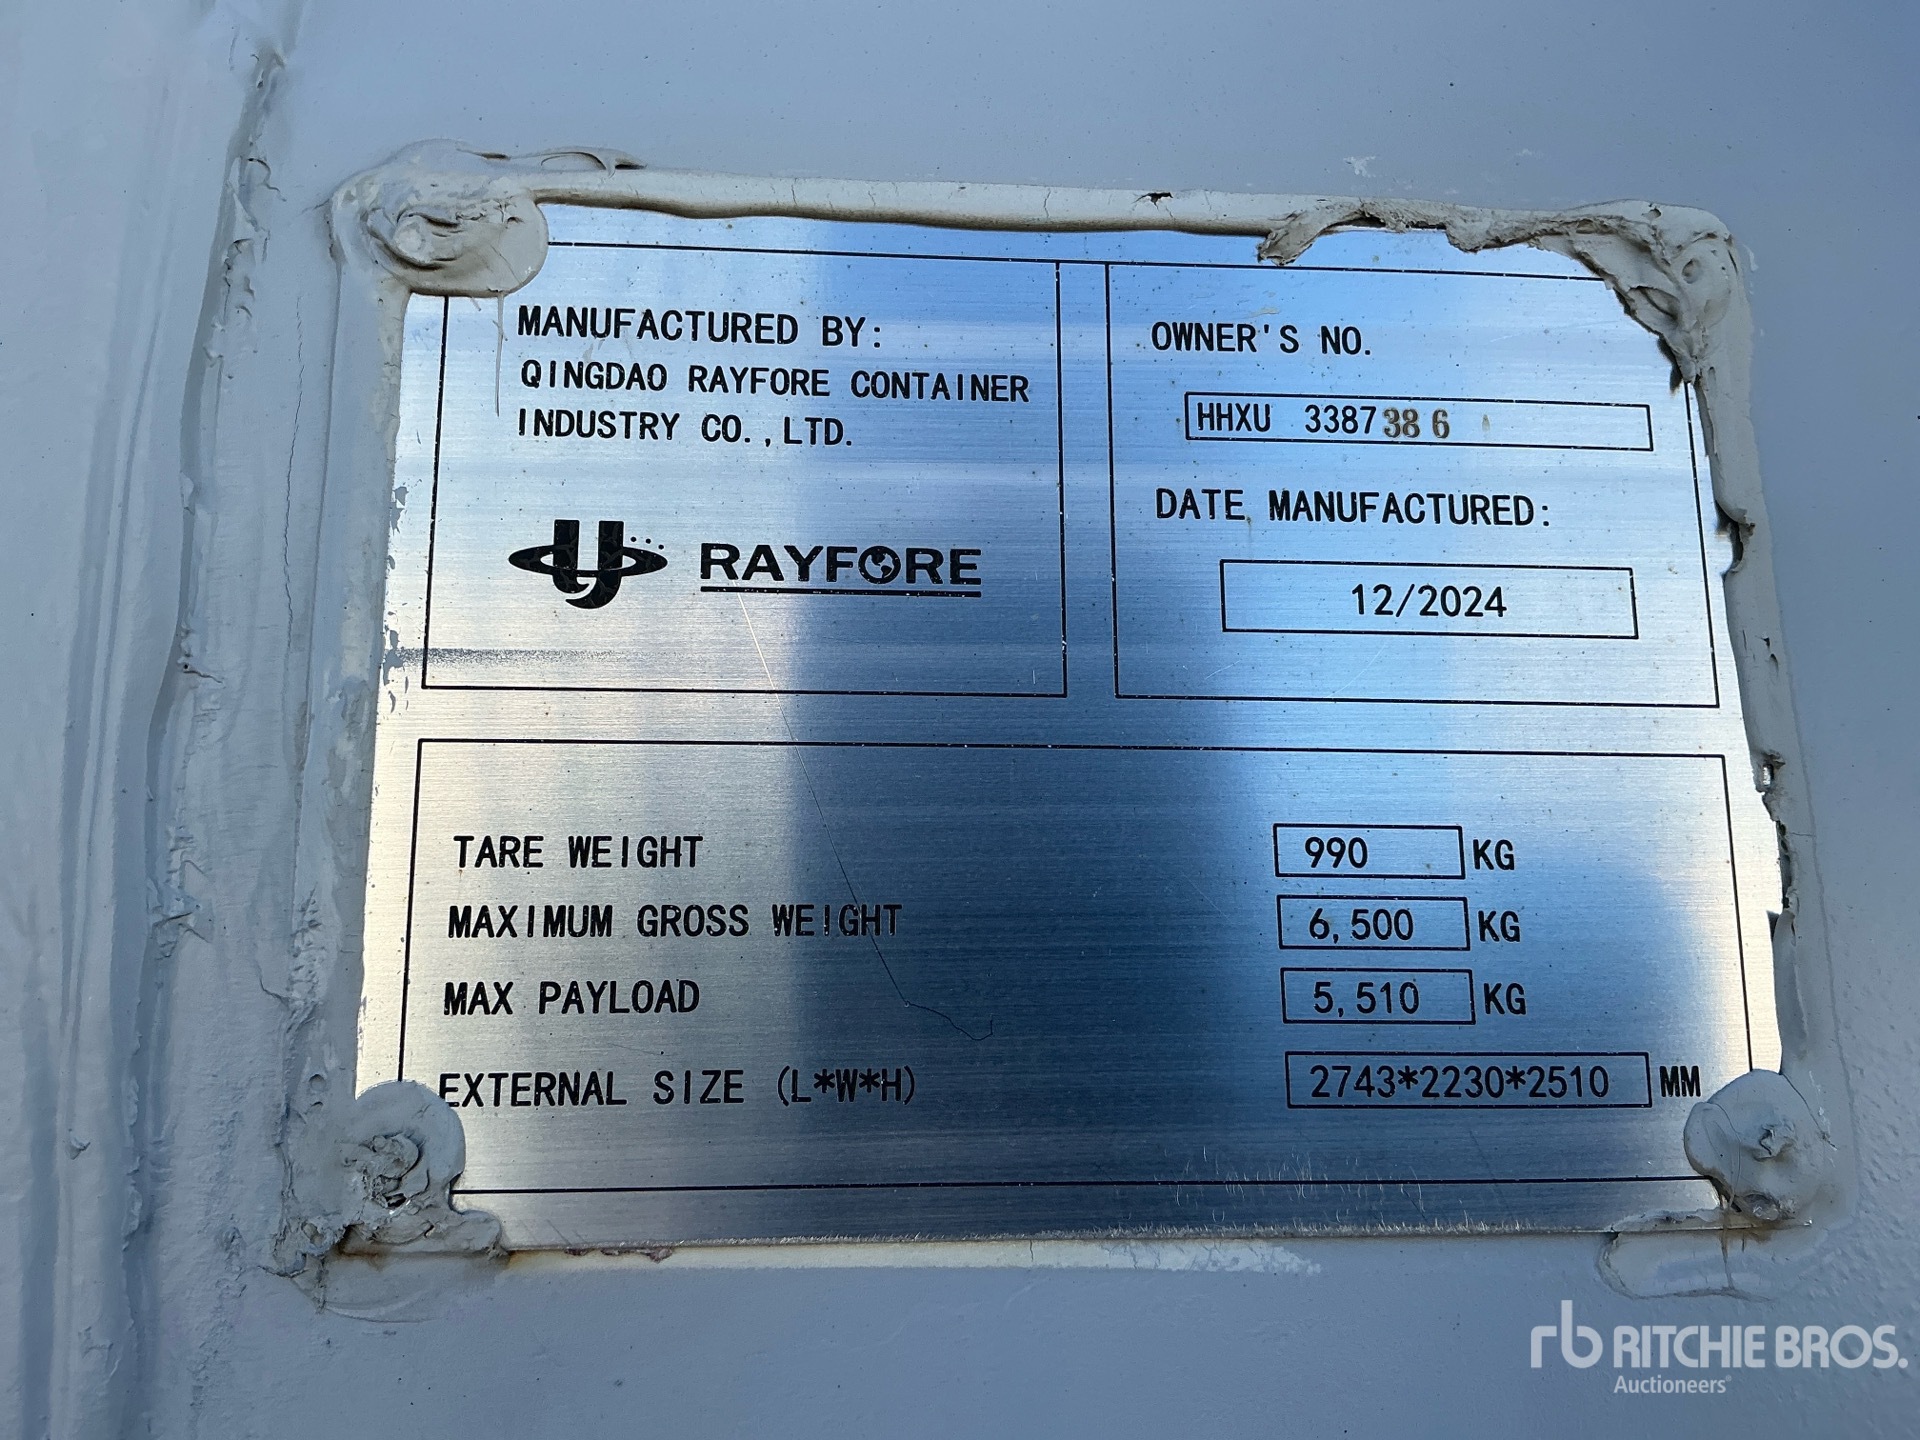 MANUFACTURED BY:
QINGDAO RAYFORE CONTAINER
INDUSTRY CO.,LTD.
RAYFORE
OWNER'S NO.
HHXU 3387386
DATE MANUFACTURED:
12/2024
TARE WEIGHT 990 KG
MAXIMUM GROSS WEIGHT 6,500 KG
MAX PAYLOAD 5,510 KG
EXTERNAL SIZE (L*W*H) 2743*2230*2510 MM
rb RITCHIE BROS.
Auctioneers